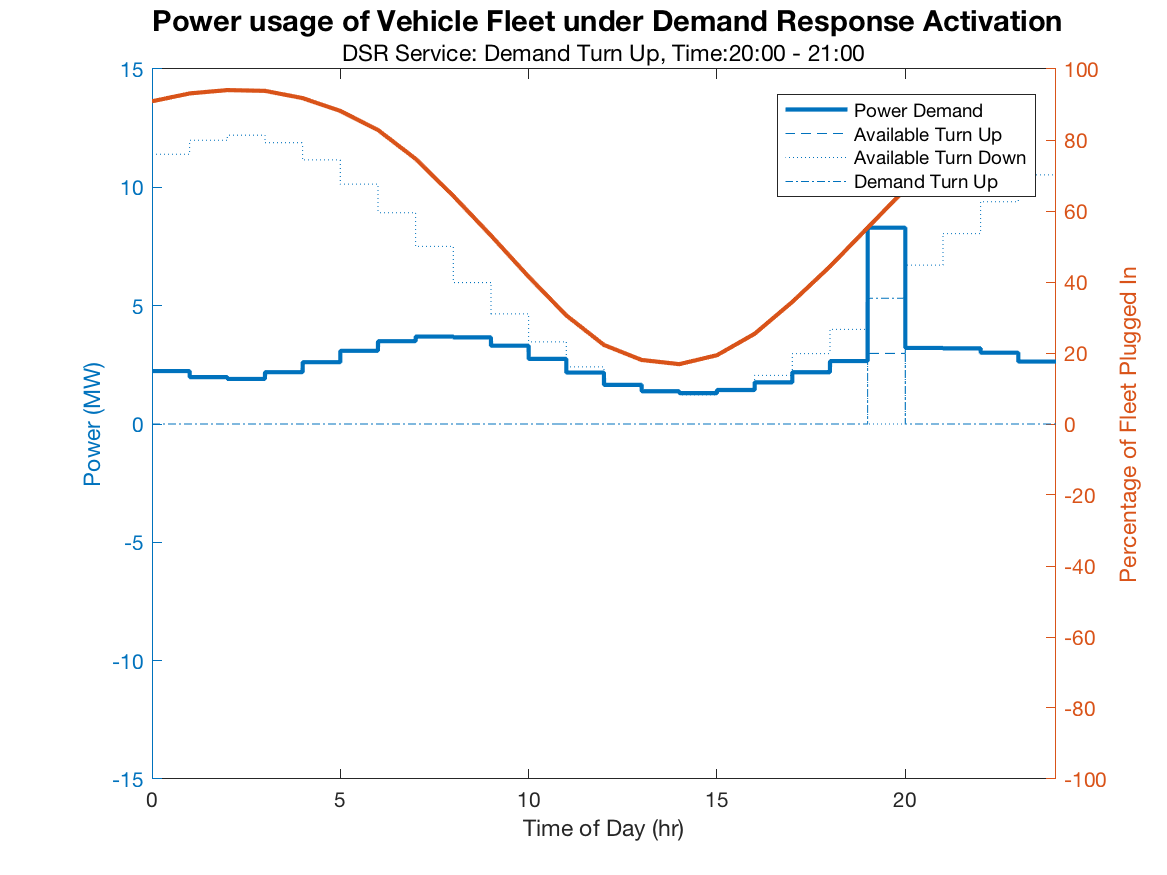 Power usage of Vehicle Fleet under Demand Response Activation
DSR Service: Demand Turn Up, Time:20:00 - 21:00
15
10
5
0
-5
-10
-15
Power (MW)
100
80
60
40
20
0
-20
-40
-60
-80
-100
Percentage of Fleet Plugged In
Power Demand
Available Turn Up
Available Turn Down
Demand Turn Up
0
5
10
15
20
Time of Day (hr)